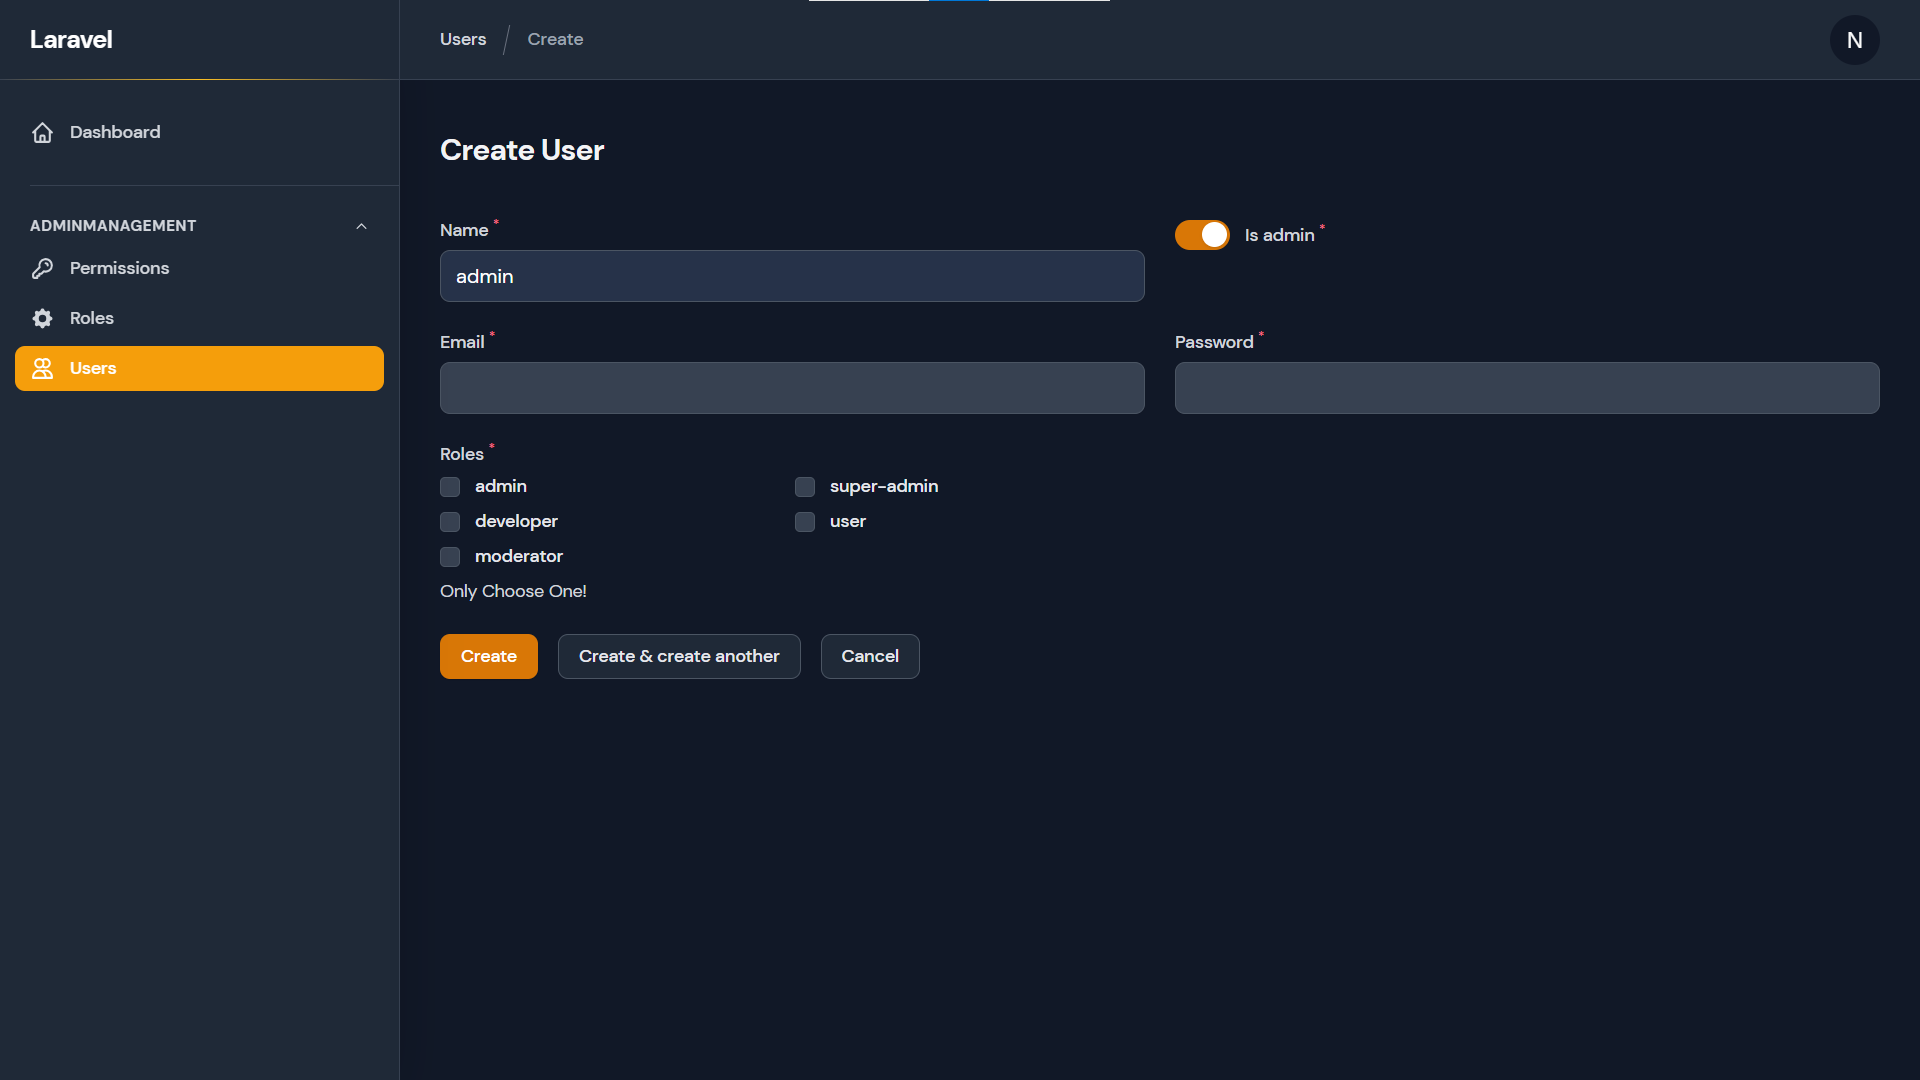 Laravel
Users / Create
N
Dashboard
ADMINMANAGEMENT
Permissions
Roles
Users
Create User
Name *
admin
Is admin *
Email *
Password *
Roles *
admin
super-admin
developer
user
moderator
Only Choose One!
Create
Create & create another
Cancel